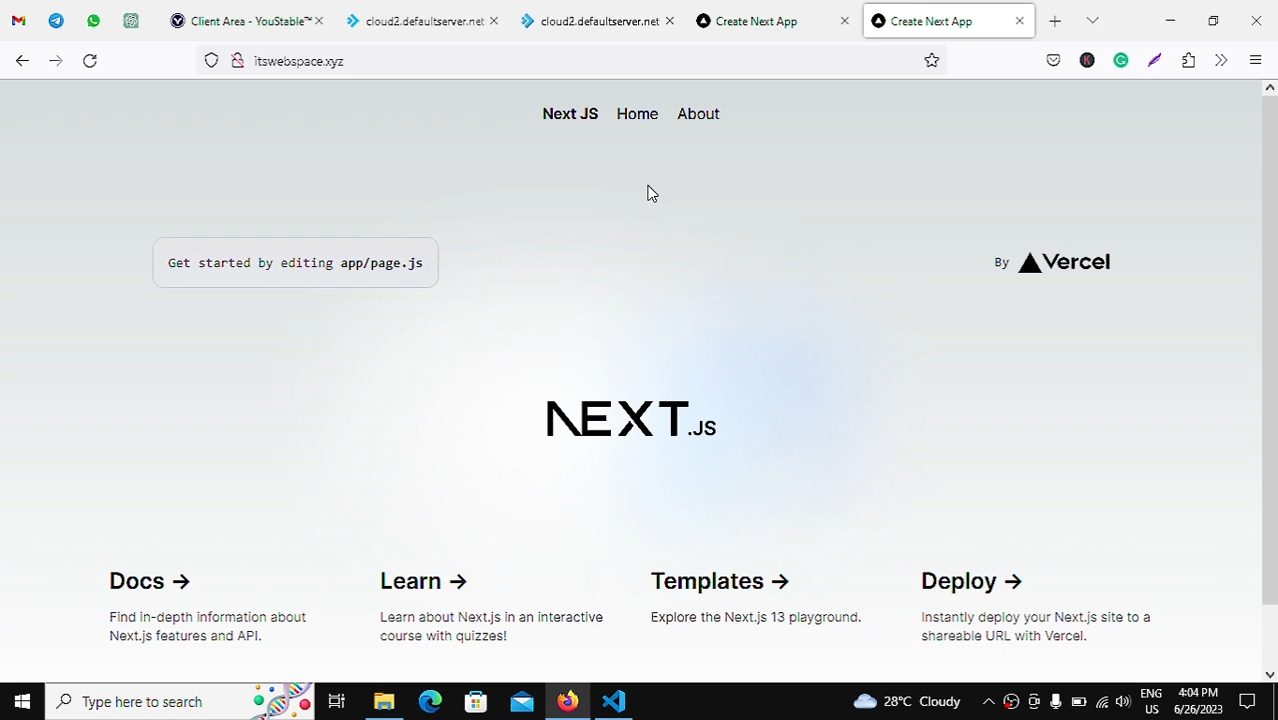 Client Area - YouStable™
cloud2.defaultserver.net
cloud2.defaultserver.net
Create Next App
Create Next App
itswebspace.xyz
K
Next JS Home About
Get started by editing app/page.js
By Vercel
NEXT.JS
Docs ->
Learn ->
Templates ->
Deploy ->
Find in-depth information about
Next.js features and API.
Learn about Next.js in an interactive
course with quizzes!
Explore the Next.js 13 playground.
Instantly deploy your Next.js site to a
shareable URL with Vercel.
Type here to search
28°C Cloudy
ENG
US
4:04 PM
6/26/2023